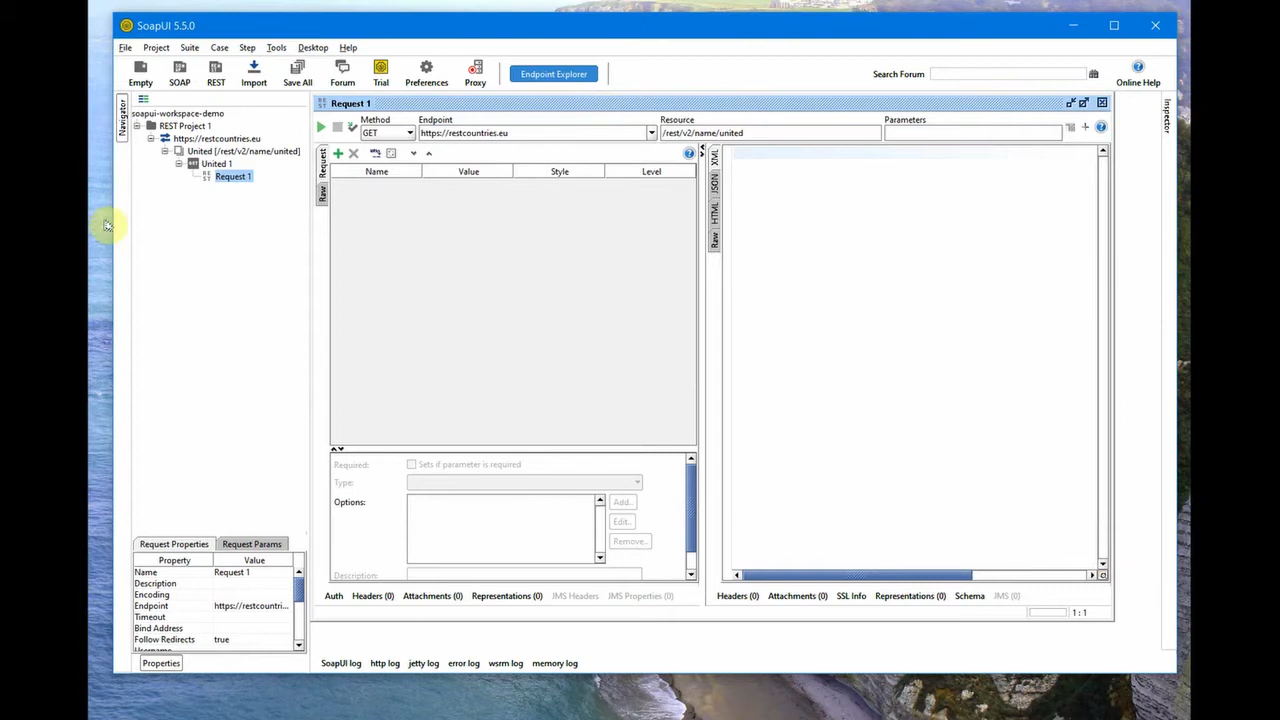 SoapUI 5.5.0
File Project Suite Case Step Tools Desktop Help
Empty SOAP REST Import Save All Forum Trial Preferences Proxy Endpoint Explorer Search Forum Online Help
Navigator
soapui-workspace-demo
REST Project 1
https://restcountries.eu
United [/rest/v2/name/united]
United 1
Request 1
REST Request 1
Method Endpoint Resource Parameters
GET https://restcountries.eu /rest/v2/name/united
Request
Raw
Name Value Style Level
Required: Sets if parameter is required
Type:
Options: Add..
Edit..
Remove..
Description:
Auth Headers (0) Attachments (0) Representations (0) JMS Headers JMS Properties (0)
XML
JSON
HTML
Raw
Headers (0) Attachments (0) SSL Info Representations (0) Schema JMS (0)
1 : 1
Inspector
Request Properties Request Params
Property Value
Name Request 1
Description
Encoding
Endpoint https://restcountri...
Timeout
Bind Address
Follow Redirects true
Properties
SoapUI log http log jetty log error log wsrm log memory log